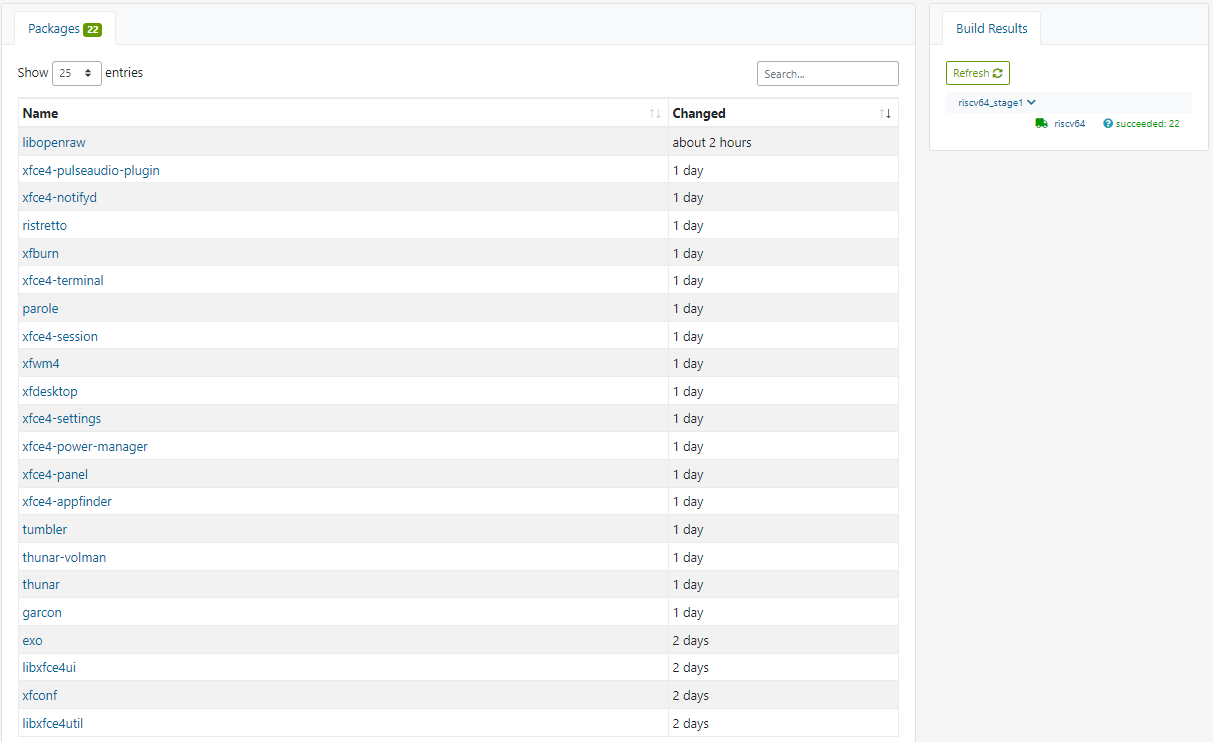 Packages 22
Show 25 entries
Search...
Name Changed
libopenraw about 2 hours
xfce4-pulseaudio-plugin 1 day
xfce4-notifyd 1 day
ristretto 1 day
xfburn 1 day
xfce4-terminal 1 day
parole 1 day
xfce4-session 1 day
xfwm4 1 day
xfdesktop 1 day
xfce4-settings 1 day
xfce4-power-manager 1 day
xfce4-panel 1 day
xfce4-appfinder 1 day
tumbler 1 day
thunar-volman 1 day
thunar 1 day
garcon 1 day
exo 2 days
libxfce4ui 2 days
xfconf 2 days
libxfce4util 2 days
Build Results
Refresh
riscv64_stage1
riscv64 succeeded: 22